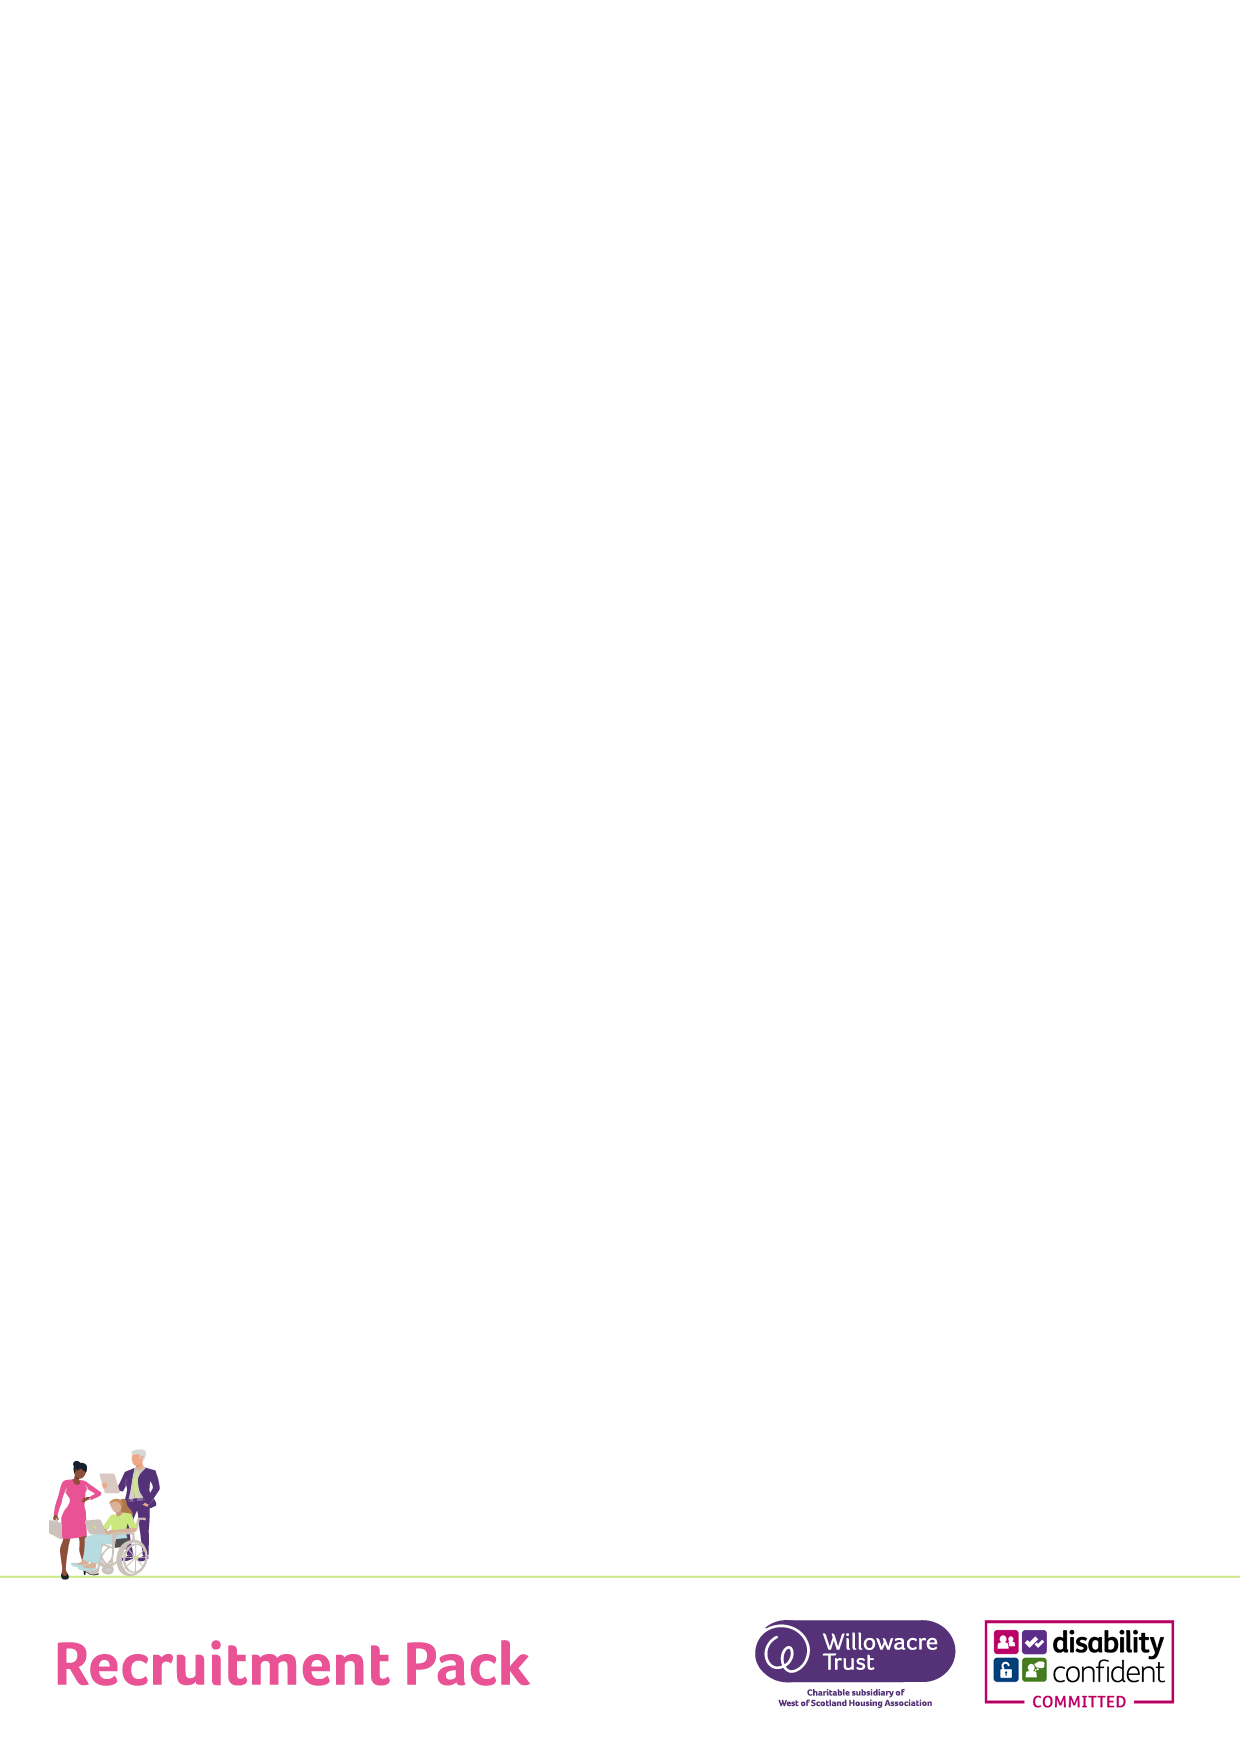 Recruitment Pack
Willowacre
Trust
Charitable subsidiary of
West of Scotland Housing Association
disability
confident
COMMITTED